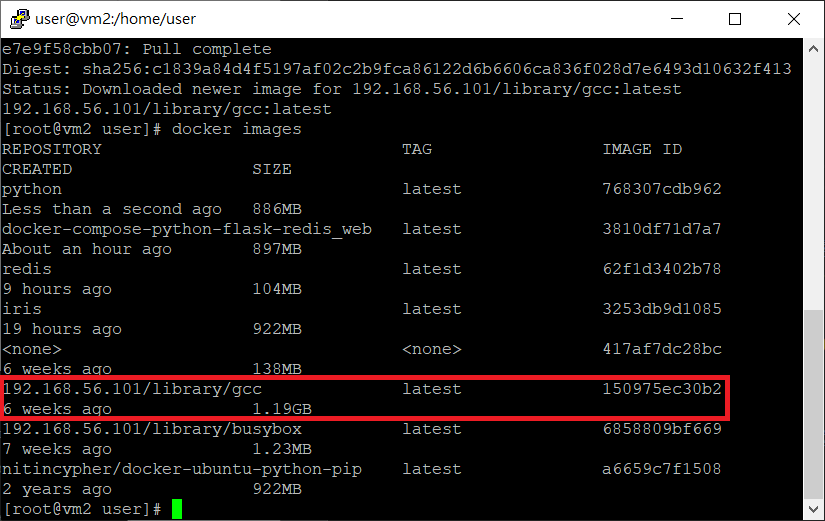 user@vm2:/home/user
e7e9f58cbb07: Pull complete
Digest: sha256:c1839a84d4f5197af02c2b9fca86122d6b6606ca836f028d7e6493d10632f413
Status: Downloaded newer image for 192.168.56.101/library/gcc:latest
192.168.56.101/library/gcc:latest
[root@vm2 user]# docker images
REPOSITORY                              TAG                 IMAGE ID
CREATED                  SIZE
python                                  latest              768307cdb962
Less than a second ago   886MB
docker-compose-python-flask-redis_web   latest              3810df71d7a7
About an hour ago        897MB
redis                                   latest              62f1d3402b78
9 hours ago              104MB
iris                                    latest              3253db9d1085
19 hours ago             922MB
<none>                                  <none>              417af7dc28bc
6 weeks ago              138MB
192.168.56.101/library/gcc              latest              150975ec30b2
6 weeks ago              1.19GB
192.168.56.101/library/busybox          latest              6858809bf669
7 weeks ago              1.23MB
nitincypher/docker-ubuntu-python-pip    latest              a6659c7f1508
2 years ago              922MB
[root@vm2 user]#